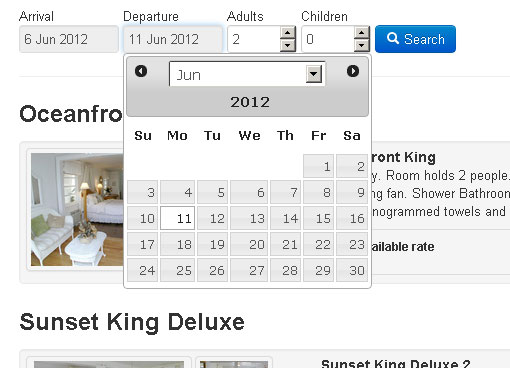 Arrival Departure Adults Children
6 Jun 2012 11 Jun 2012 2 0 Search
Jun
2012
Su Mo Tu We Th Fr Sa
1 2
3 4 5 6 7 8 9
10 11 12 13 14 15 16
17 18 19 20 21 22 23
24 25 26 27 28 29 30
Oceanfro
ront King
y. Room holds 2 people.
ng fan. Shower Bathroom
nogrammed towels and
ailable rate
Sunset King Deluxe
Sunset King Deluxe 2